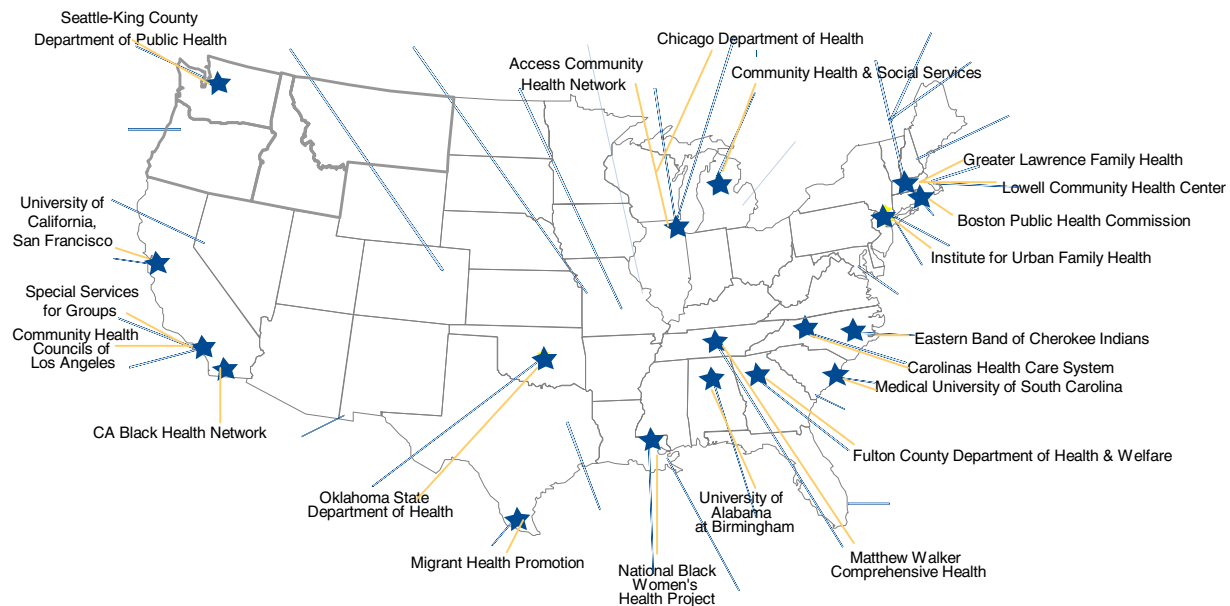 Seattle-King County
Department of Public Health
Chicago Department of Health
Access Community
Health Network
Community Health & Social Services
Greater Lawrence Family Health
Lowell Community Health Center
Boston Public Health Commission
Institute for Urban Family Health
University of
California,
San Francisco
Special Services
for Groups
Community Health
Councils of
Los Angeles
CA Black Health Network
Eastern Band of Cherokee Indians
Carolinas Health Care System
Medical University of South Carolina
Fulton County Department of Health & Welfare
Oklahoma State
Department of Health
University of
Alabama
at Birmingham
Migrant Health Promotion
National Black
Women's
Health Project
Matthew Walker
Comprehensive Health